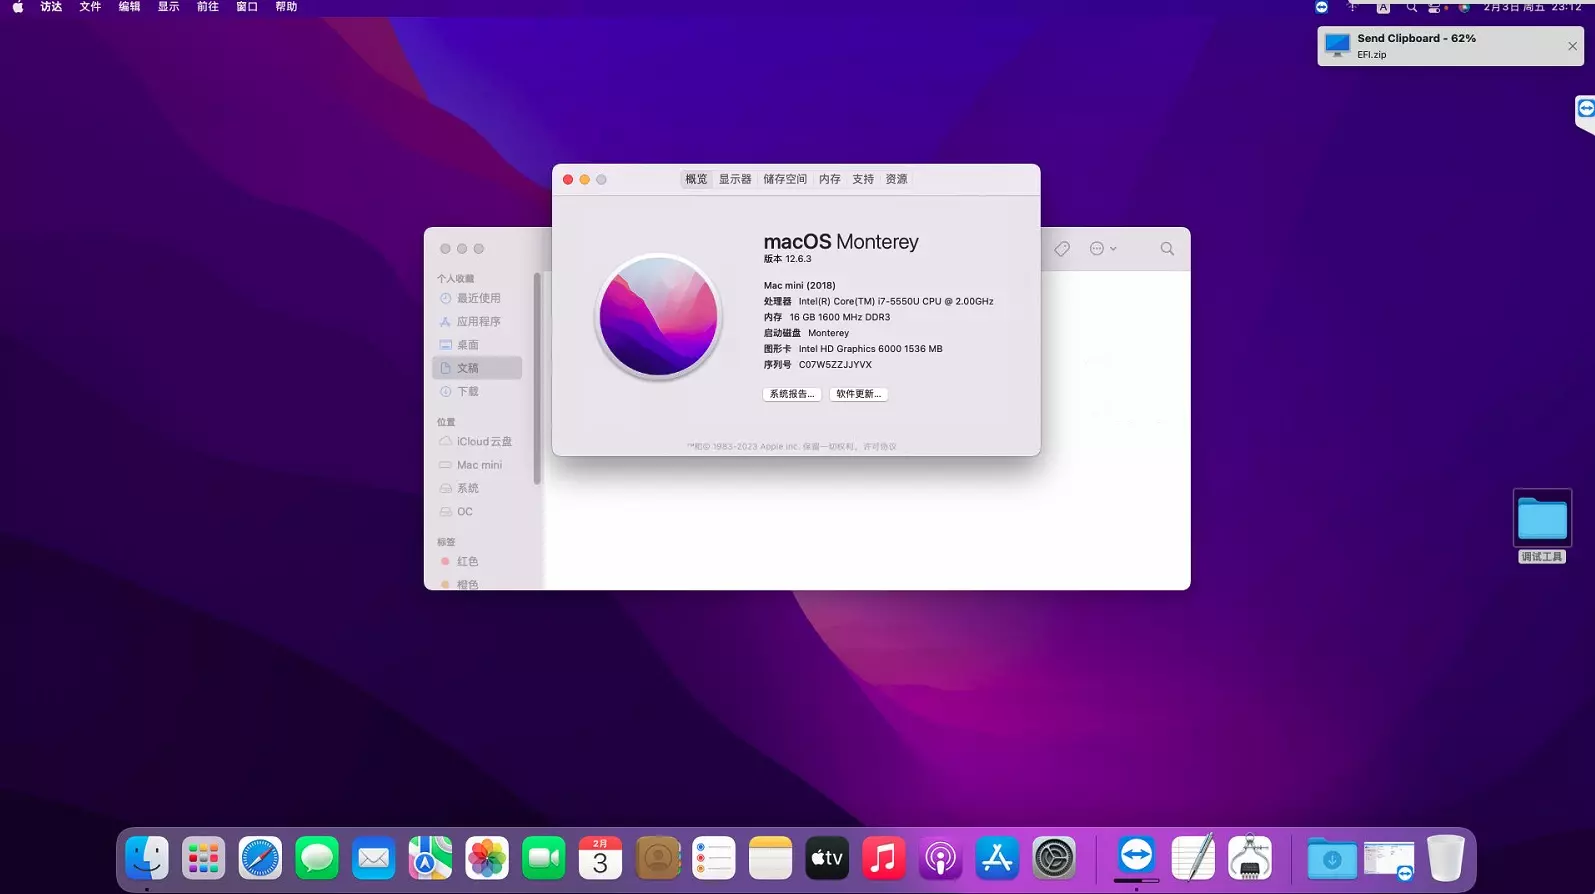 访达 文件 编辑 显示 前往 窗口 帮助
A 2月3日 周五 23:12
Send Clipboard - 62%
EFI.zip
概览 显示器 储存空间 内存 支持 资源
macOS Monterey
版本 12.6.3
Mac mini (2018)
处理器 Intel(R) Core(TM) i7-5550U CPU @ 2.00GHz
内存 16 GB 1600 MHz DDR3
启动磁盘 Monterey
图形卡 Intel HD Graphics 6000 1536 MB
序列号 C07W5ZZJJYVX
系统报告... 软件更新...
™和© 1983-2023 Apple Inc. 保留一切权利。许可协议
个人收藏
最近使用
应用程序
桌面
文稿
下载
位置
iCloud 云盘
Mac mini
系统
OC
标签
红色
橙色
调试工具
2月
3
tv